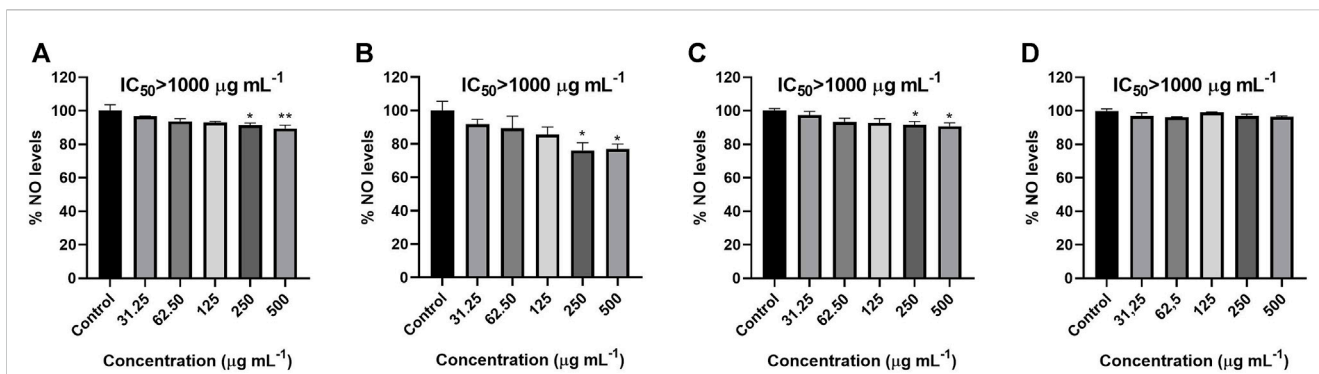 A
IC50>1000 µg mL-1
% NO levels
120
100
80
60
40
20
0
* **
Control 31.25 62.50 125 250 500
Concentration (µg mL-1)
B
IC50>1000 µg mL-1
% NO levels
120
100
80
60
40
20
0
* *
Control 31.25 62.50 125 250 500
Concentration (µg mL-1)
C
IC50>1000 µg mL-1
% NO levels
120
100
80
60
40
20
0
* *
Control 31.25 62.50 125 250 500
Concentration (µg mL-1)
D
IC50>1000 µg mL-1
% NO levels
120
100
80
60
40
20
0
Control 31,25 62,5 125 250 500
Concentration (µg mL-1)